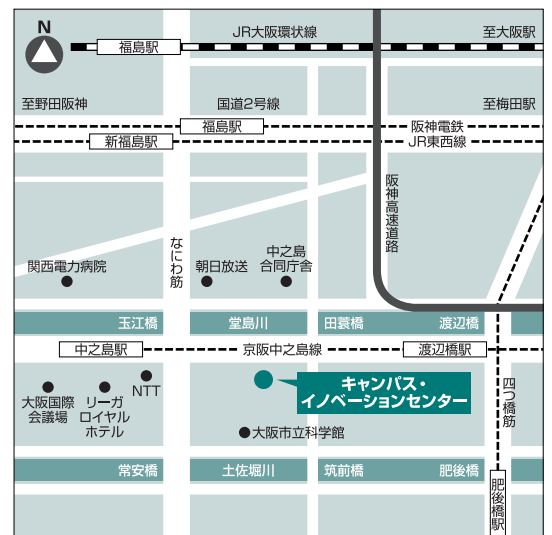 N
JR大阪環状線
至大阪駅
福島駅
至野田阪神
国道2号線
至梅田駅
福島駅
阪神電鉄
新福島駅
JR東西線
阪神高速道路
なにわ筋
関西電力病院
朝日放送
中之島
合同庁舎
玉江橋
堂島川
田蓑橋
渡辺橋
中之島駅
京阪中之島線
渡辺橋駅
キャンパス・
イノベーションセンター
四つ橋筋
大阪国際
会議場
リーガ
ロイヤル
ホテル
NTT
大阪市立科学館
常安橋
土佐堀川
筑前橋
肥後橋
肥後橋駅